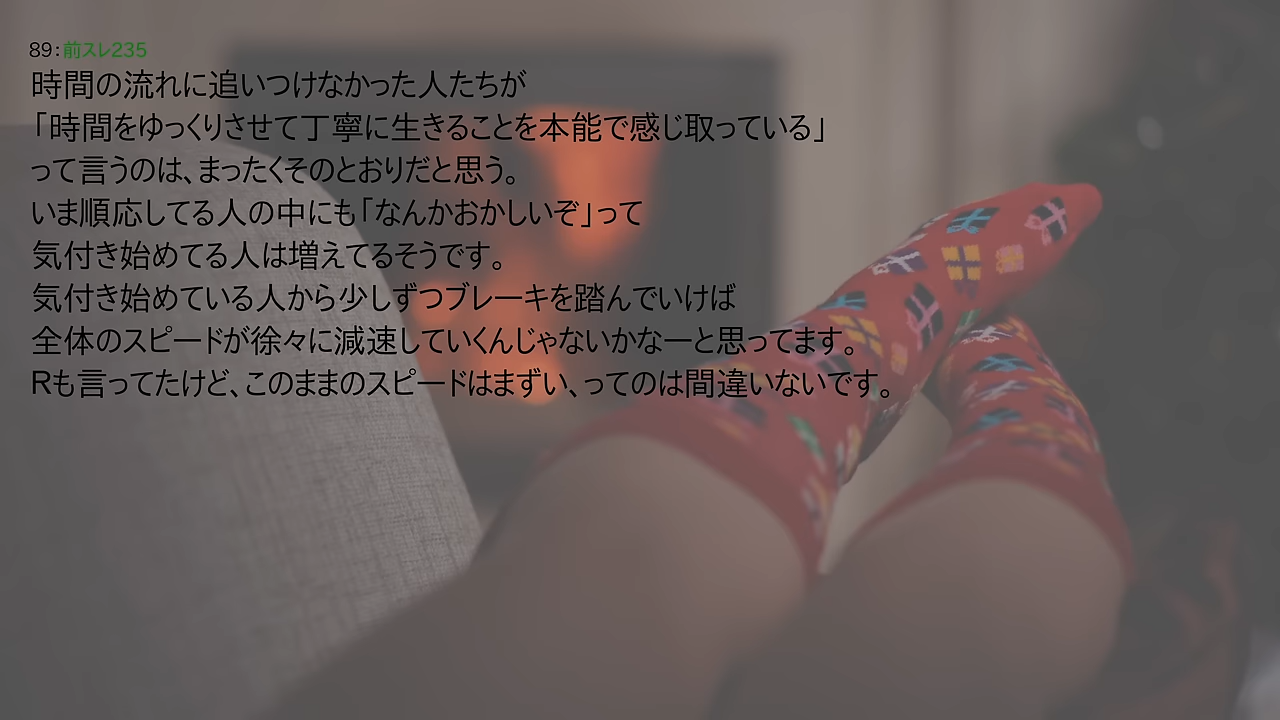 89:前スレ235
時間の流れに追いつけなかった人たちが
「時間をゆっくりさせて丁寧に生きることを本能で感じ取っている」
って言うのは、まったくそのとおりだと思う。
いま順応してる人の中にも「なんかおかしいぞ」って
気付き始めてる人は増えてるそうです。
気付き始めている人から少しずつブレーキを踏んでいけば
全体のスピードが徐々に減速していくんじゃないかなーと思ってます。
Rも言ってたけど、このままのスピードはまずい、ってのは間違いないです。